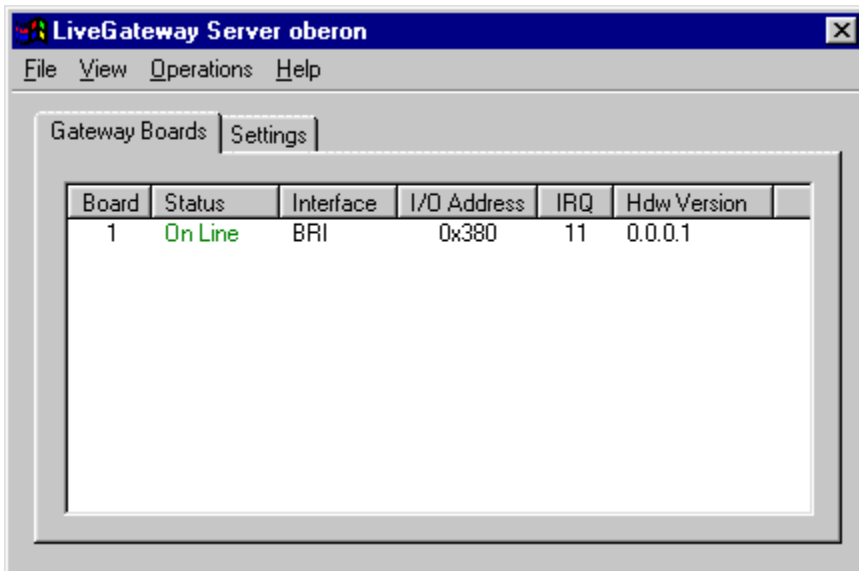 LiveGateway Server oberon
File View Operations Help
Gateway Boards Settings
Board Status Interface I/O Address IRQ Hdw Version
1 On Line BRI 0x380 11 0.0.0.1